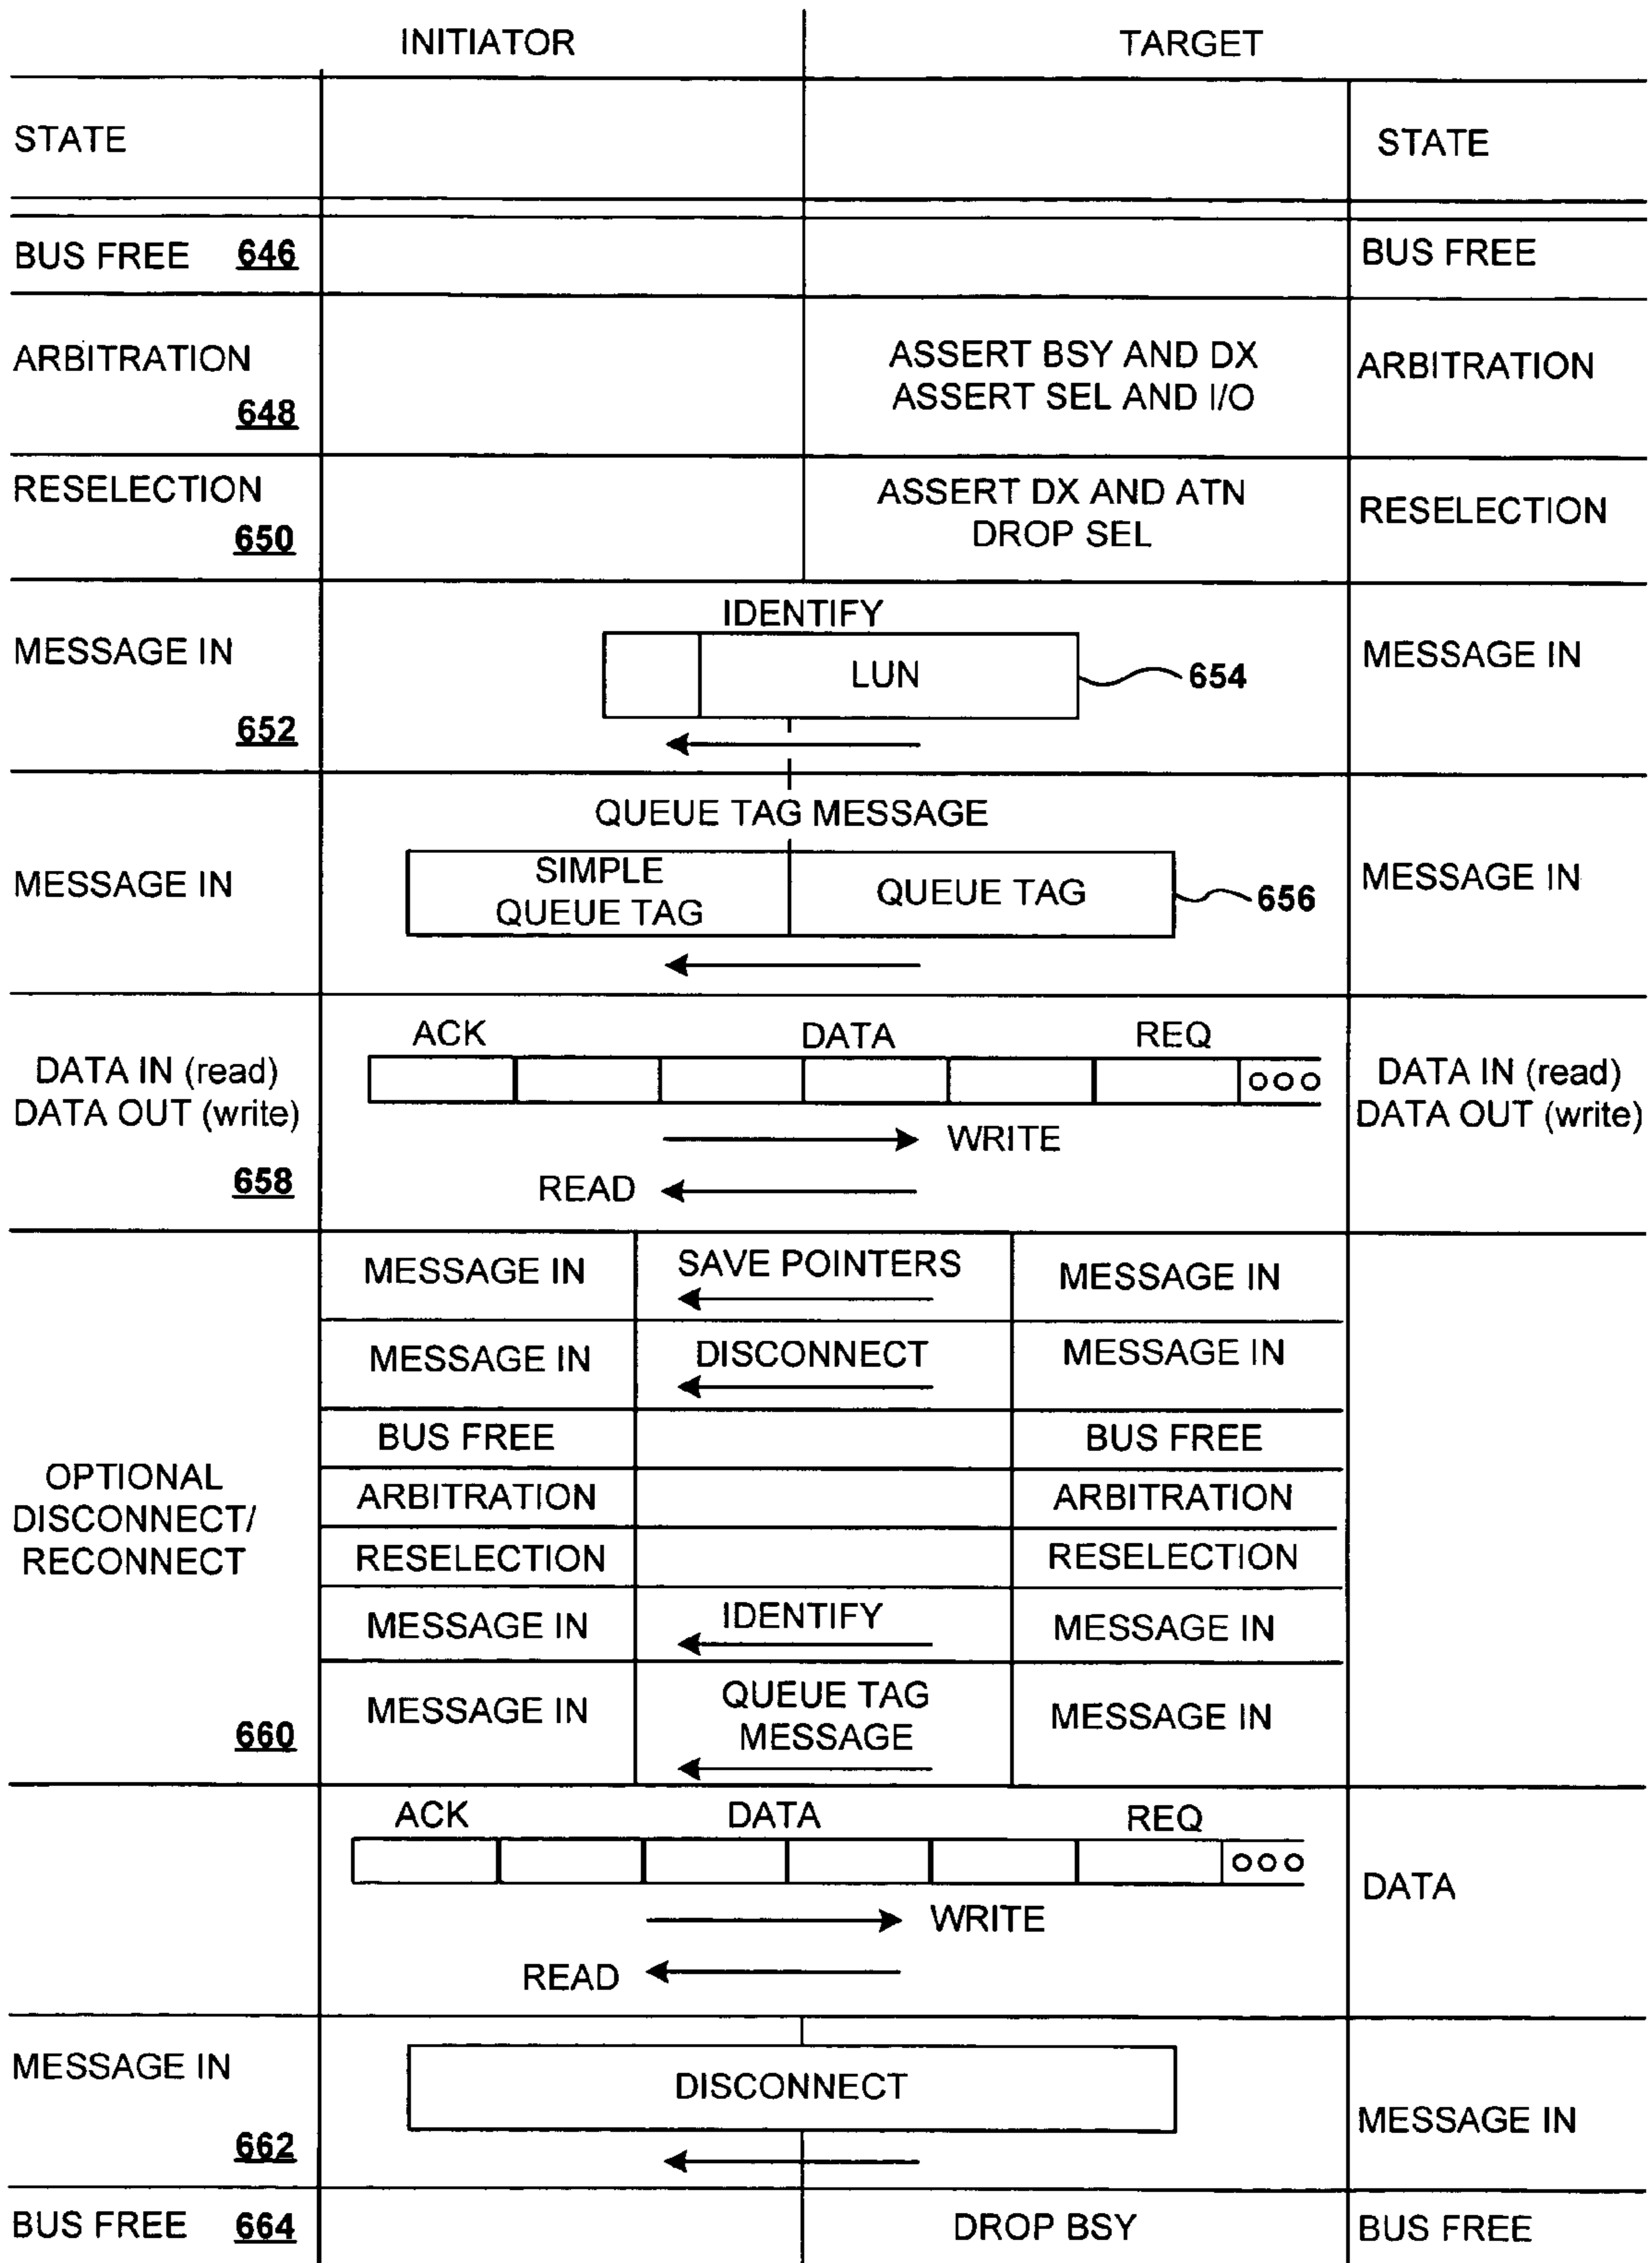 INITIATOR TARGET
STATE STATE
BUS FREE 646 BUS FREE
ARBITRATION
648
ASSERT BSY AND DX
ASSERT SEL AND I/O
ARBITRATION
RESELECTION
650
ASSERT DX AND ATN
DROP SEL
RESELECTION
MESSAGE IN
652
IDENTIFY
LUN
654
MESSAGE IN
MESSAGE IN
QUEUE TAG MESSAGE
SIMPLE
QUEUE TAG
QUEUE TAG
656
MESSAGE IN
DATA IN (read)
DATA OUT (write)
658
ACK DATA REQ
WRITE
READ
DATA IN (read)
DATA OUT (write)
OPTIONAL
DISCONNECT/
RECONNECT
660
MESSAGE IN SAVE POINTERS MESSAGE IN
MESSAGE IN DISCONNECT MESSAGE IN
BUS FREE BUS FREE
ARBITRATION ARBITRATION
RESELECTION RESELECTION
MESSAGE IN IDENTIFY MESSAGE IN
MESSAGE IN
QUEUE TAG
MESSAGE
MESSAGE IN
ACK DATA REQ
WRITE
READ
DATA
MESSAGE IN
662
DISCONNECT
MESSAGE IN
BUS FREE 664 DROP BSY BUS FREE